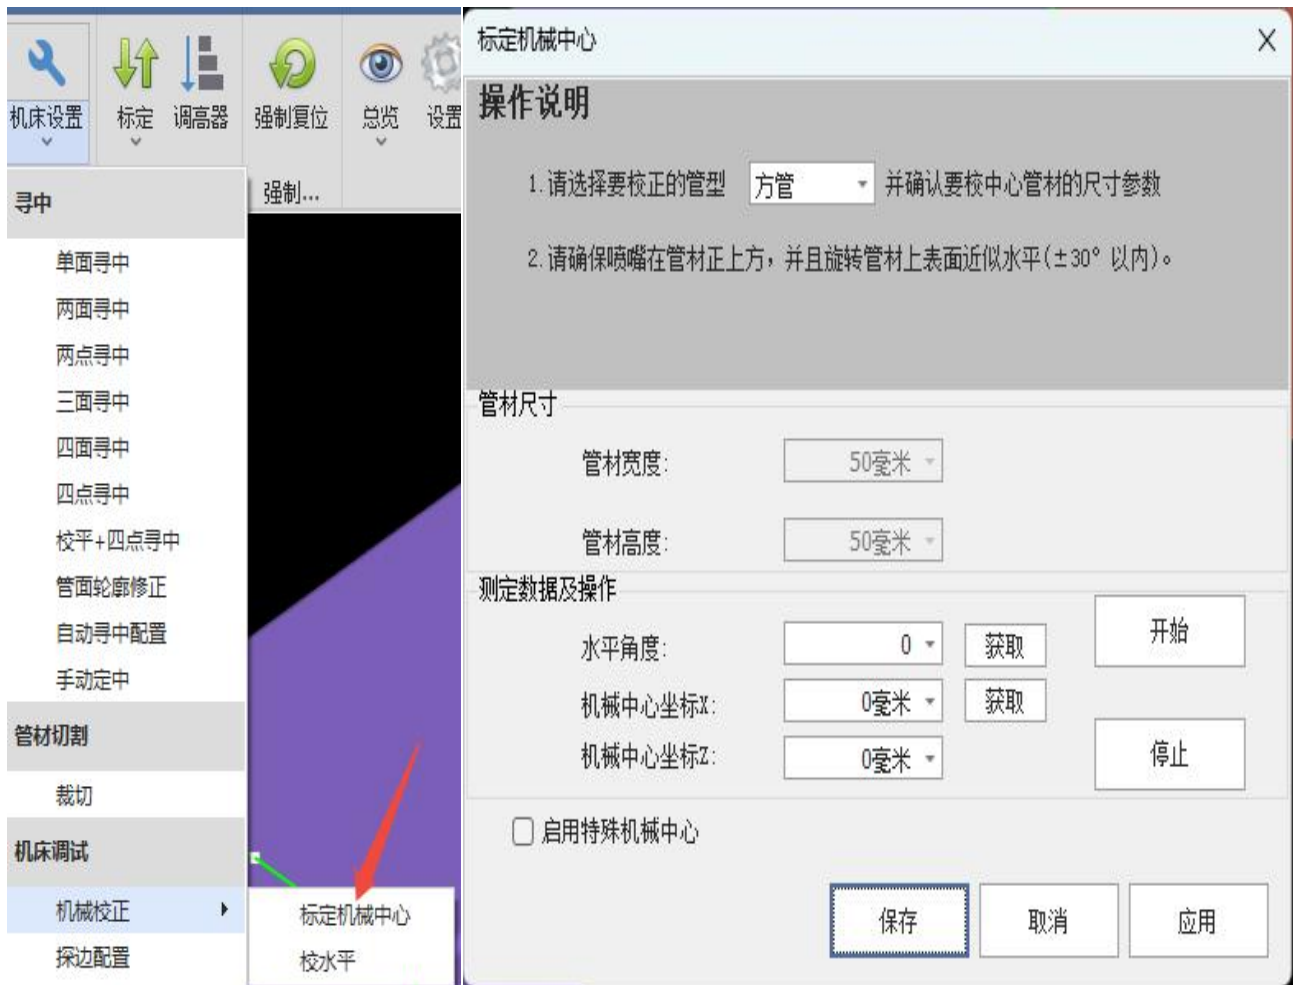 机床设置
标定
调高器
强制复位
总览
设置
强制...
寻中
单面寻中
两面寻中
两点寻中
三面寻中
四面寻中
四点寻中
校平+四点寻中
管面轮廓修正
自动寻中配置
手动定中
管材切割
裁切
机床调试
机械校正
探边配置
标定机械中心
校水平
标定机械中心
操作说明
1.请选择要校正的管型 方管 并确认要校中心管材的尺寸参数
2.请确保喷嘴在管材正上方，并且旋转管材上表面近似水平(±30° 以内)。
管材尺寸
管材宽度: 50毫米
管材高度: 50毫米
测定数据及操作
水平角度: 0 获取
开始
机械中心坐标X: 0毫米 获取
机械中心坐标Z: 0毫米
停止
启用特殊机械中心
保存 取消 应用